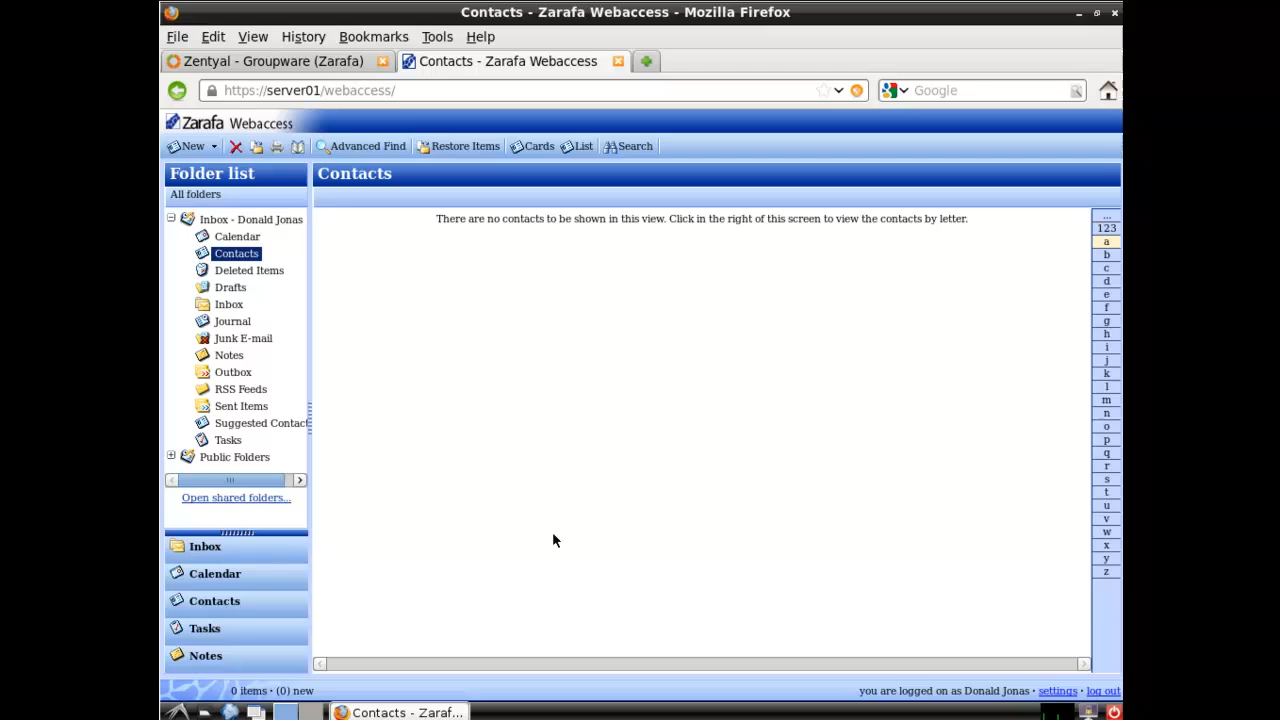 Contacts - Zarafa Webaccess - Mozilla Firefox
File Edit View History Bookmarks Tools Help
Zentyal - Groupware (Zarafa) Contacts - Zarafa Webaccess
https://server01/webaccess/ Google
Zarafa Webaccess
New Advanced Find Restore Items Cards List Search
Folder list
All folders
Inbox - Donald Jonas
Calendar
Contacts
Deleted Items
Drafts
Inbox
Journal
Junk E-mail
Notes
Outbox
RSS Feeds
Sent Items
Suggested Contac
Tasks
Public Folders
Open shared folders...
Inbox
Calendar
Contacts
Tasks
Notes
Contacts
There are no contacts to be shown in this view. Click in the right of this screen to view the contacts by letter.
...
123
a
b
c
d
e
f
g
h
i
j
k
l
m
n
o
p
q
r
s
t
u
v
w
x
y
z
0 items · (0) new
you are logged on as Donald Jonas · settings · log out
Contacts - Zaraf...